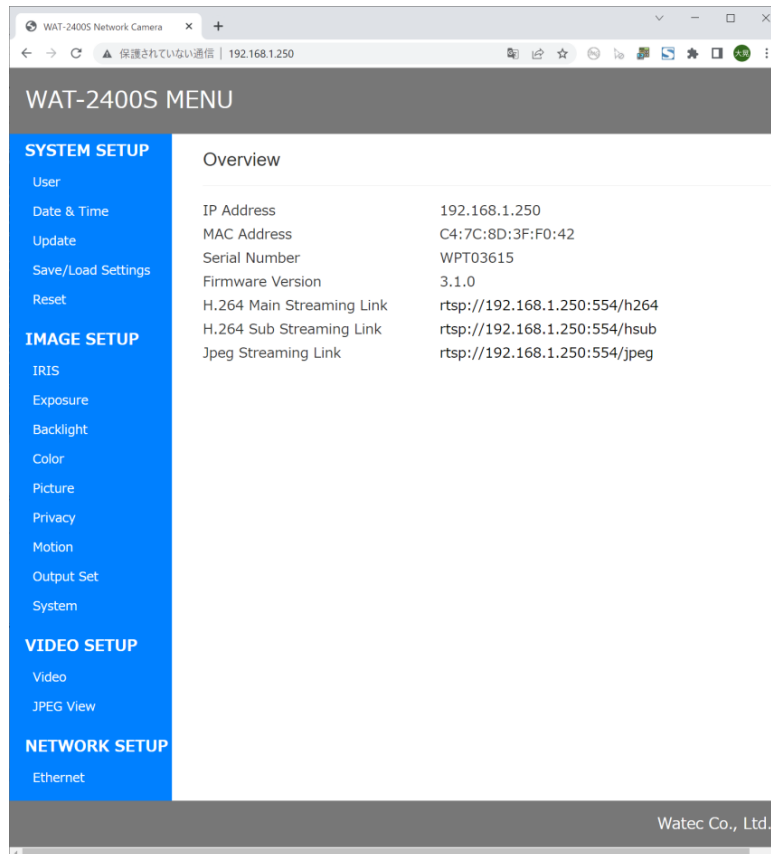 WAT-2400S Network Camera
保護されていない通信 | 192.168.1.250
大晃
WAT-2400S MENU
SYSTEM SETUP
User
Date & Time
Update
Save/Load Settings
Reset
IMAGE SETUP
IRIS
Exposure
Backlight
Color
Picture
Privacy
Motion
Output Set
System
VIDEO SETUP
Video
JPEG View
NETWORK SETUP
Ethernet
Overview
IP Address 192.168.1.250
MAC Address C4:7C:8D:3F:F0:42
Serial Number WPT03615
Firmware Version 3.1.0
H.264 Main Streaming Link rtsp://192.168.1.250:554/h264
H.264 Sub Streaming Link rtsp://192.168.1.250:554/hsub
Jpeg Streaming Link rtsp://192.168.1.250:554/jpeg
Watec Co., Ltd.